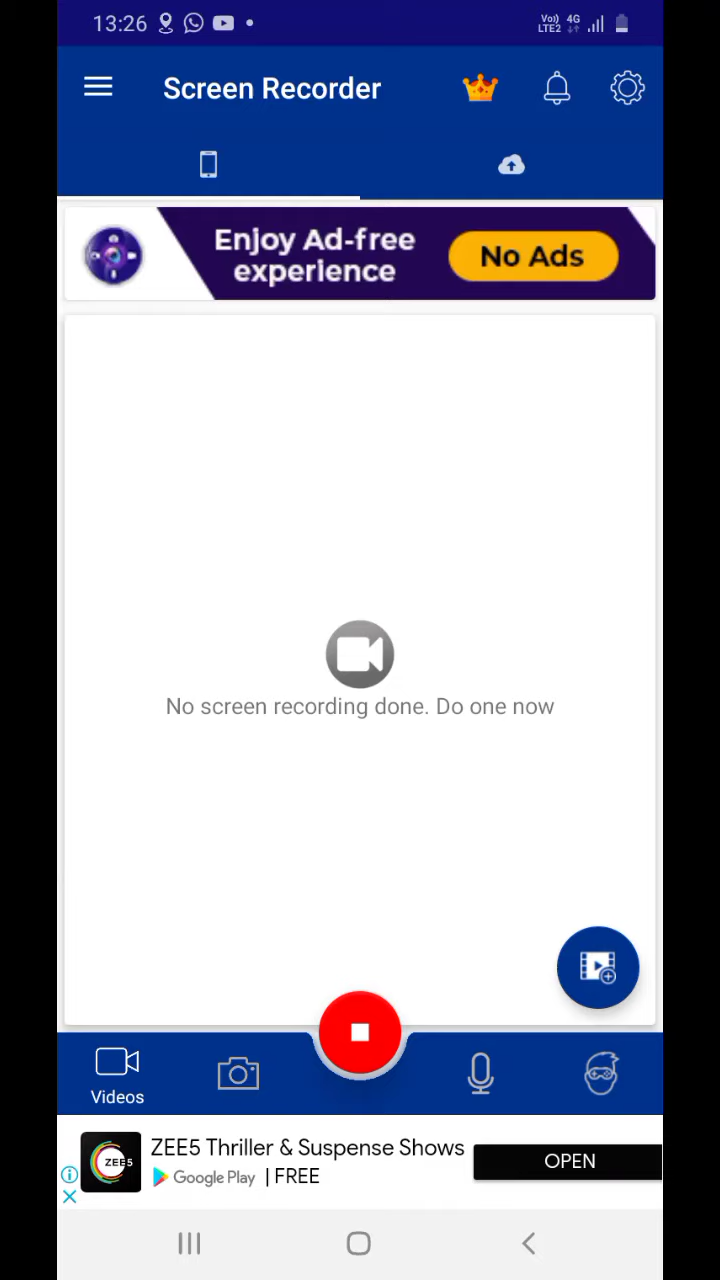 13:26
Vo)) 4G
LTE2
Screen Recorder
Enjoy Ad-free
experience
No Ads
No screen recording done. Do one now
Videos
ZEE5
ZEE5 Thriller & Suspense Shows
Google Play | FREE
OPEN